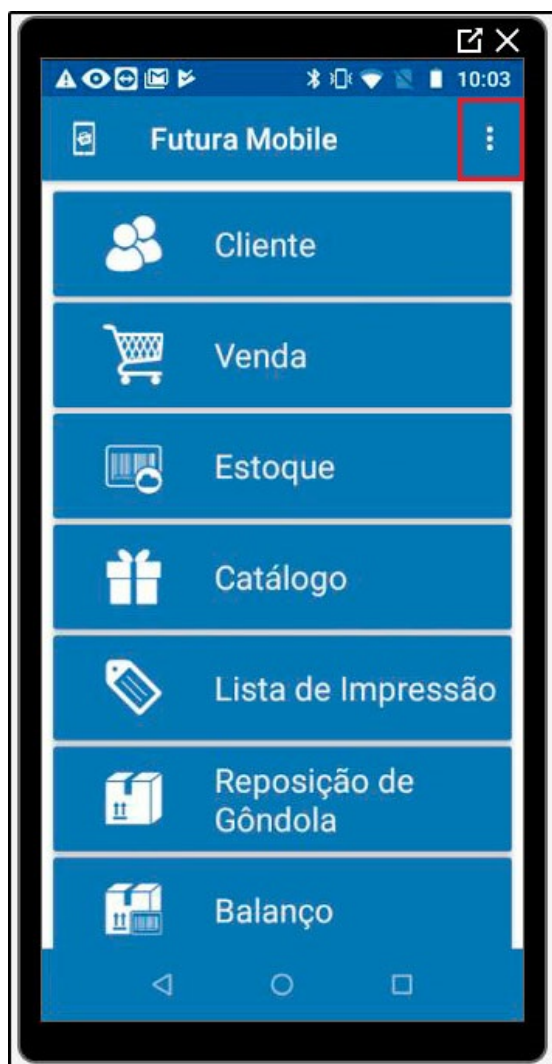 10:03
Futura Mobile
Cliente
Venda
Estoque
Catálogo
Lista de Impressão
Reposição de
Gôndola
Balanço